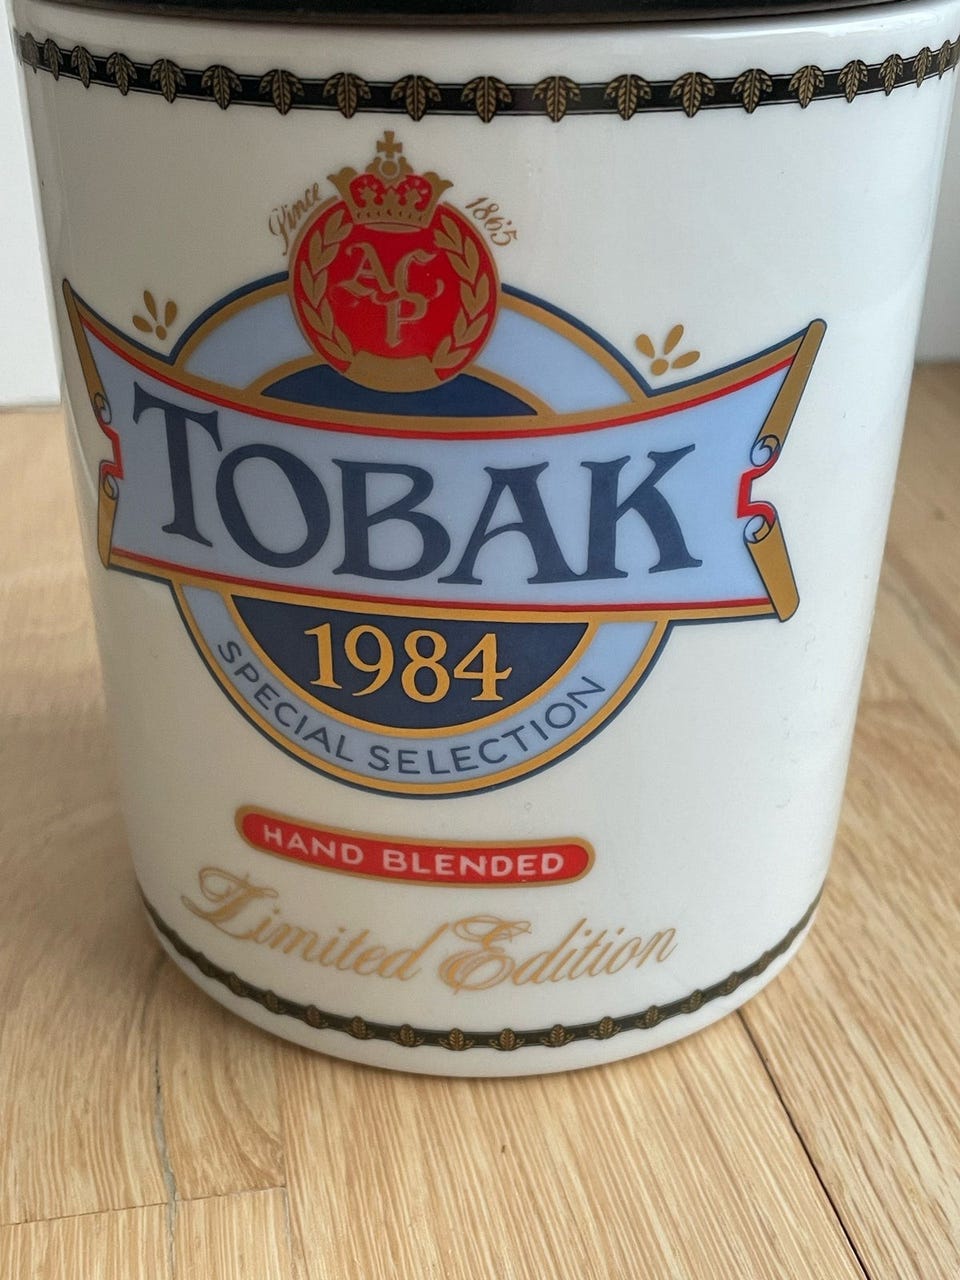 Since 1865
ACP
TOBAK
1984
SPECIAL SELECTION
HAND BLENDED
Limited Edition